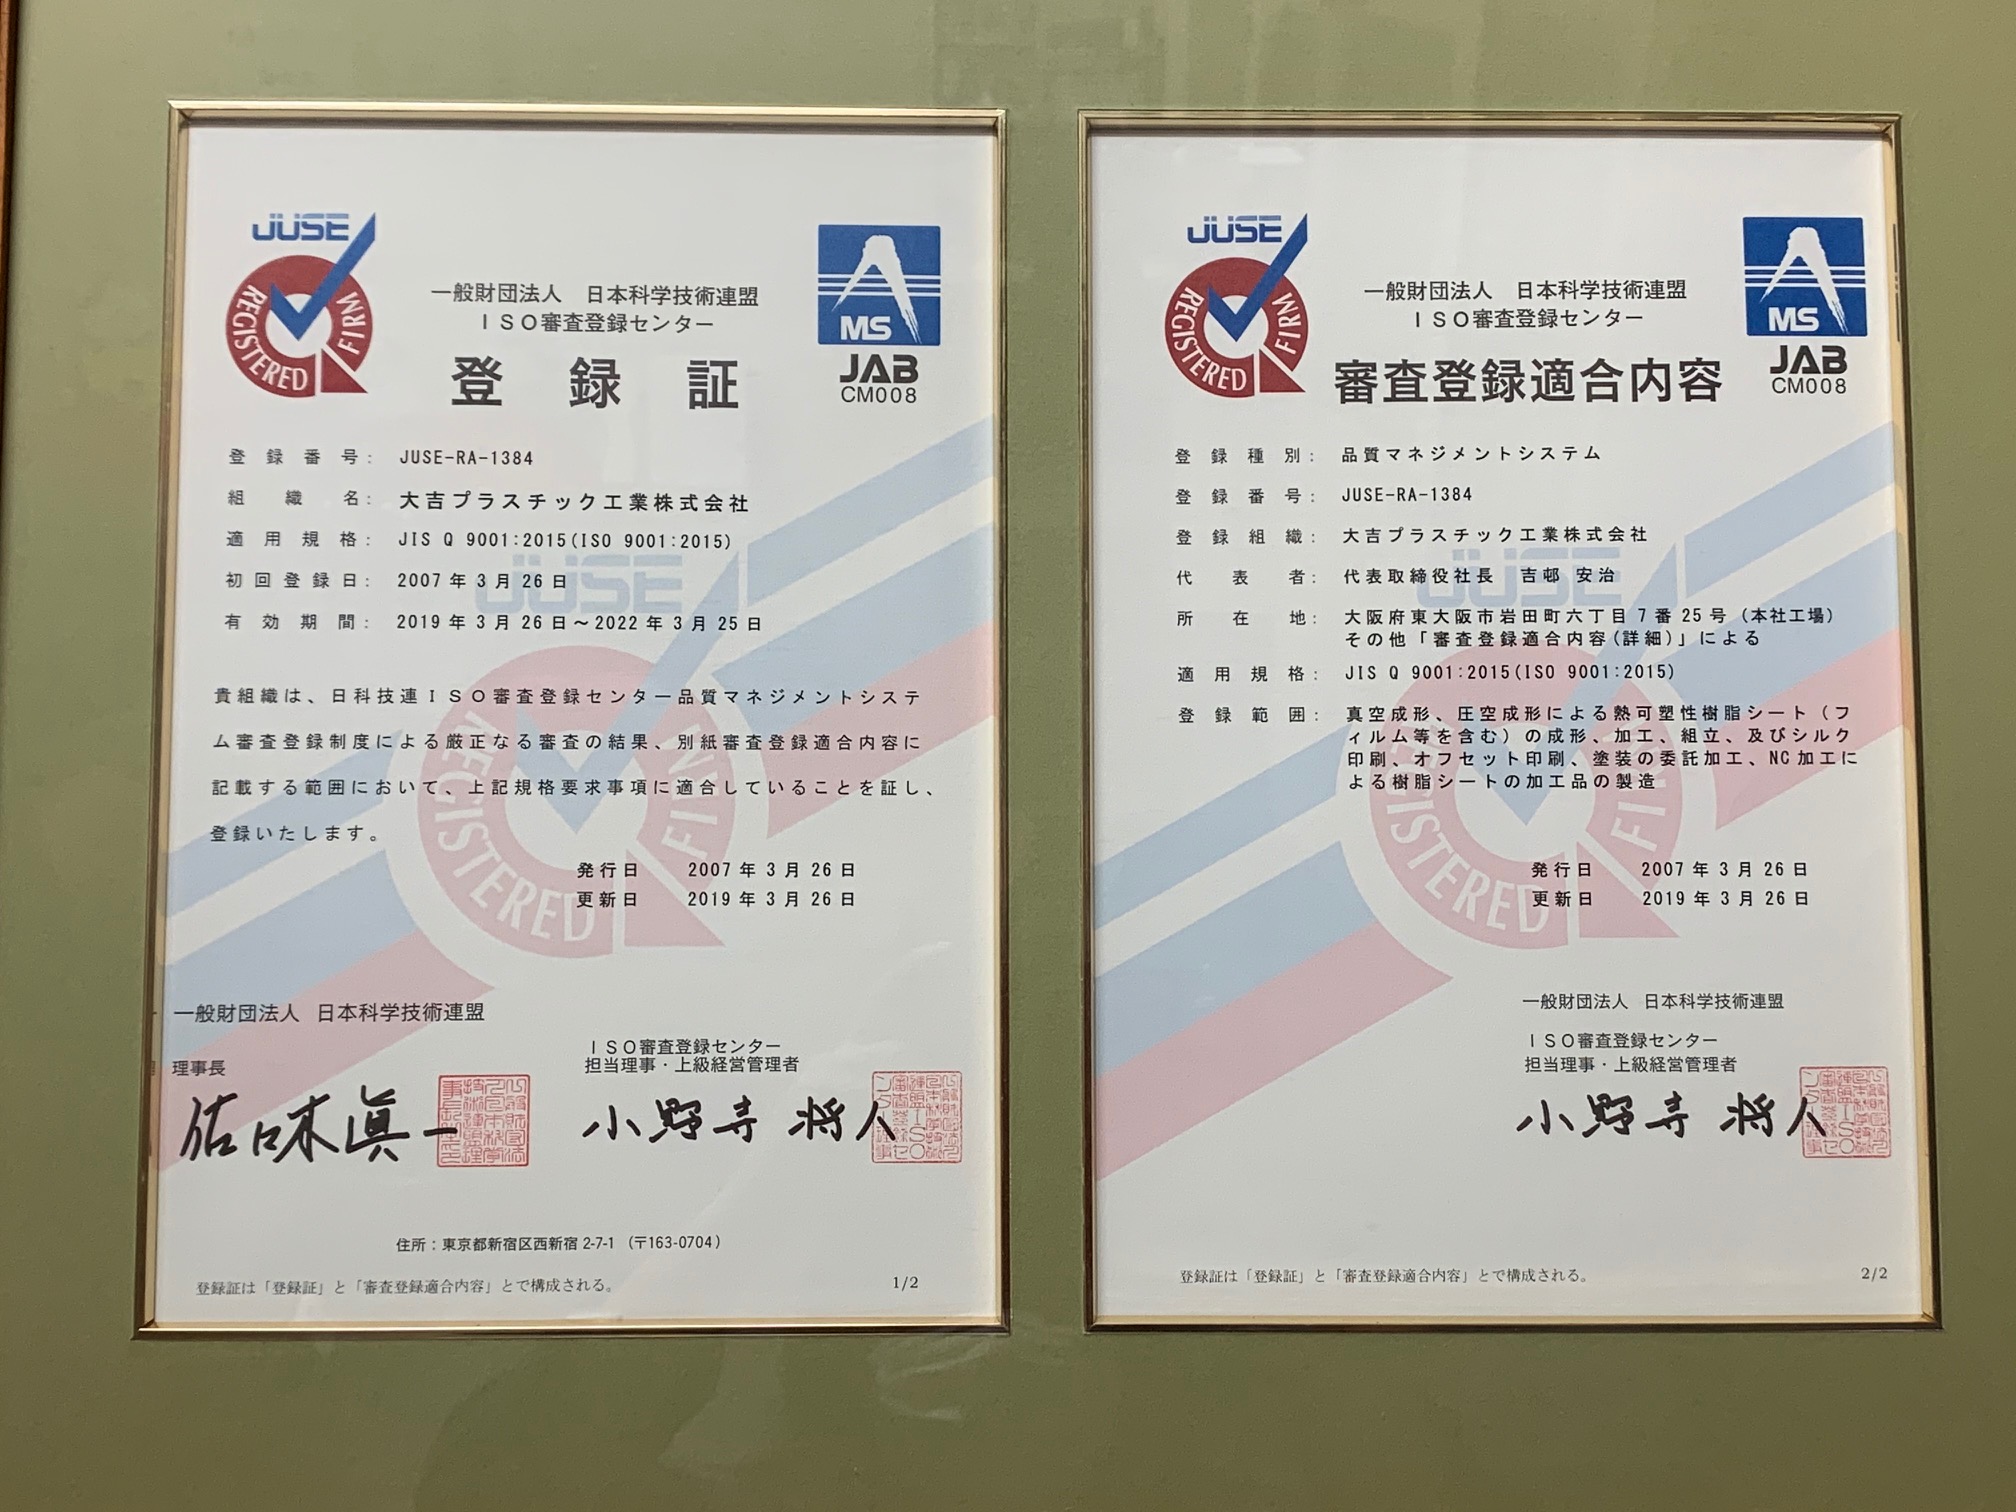 JUSE
REGISTERED FIRM
一般財団法人 日本科学技術連盟
ISO審査登録センター
登録証
MS
JAB
CM008
登録番号: JUSE-RA-1384
組織名: 大吉プラスチック工業株式会社
適用規格: JIS Q 9001:2015(ISO 9001:2015)
初回登録日: 2007年3月26日
有効期間: 2019年3月26日～2022年3月25日
貴組織は、日科技連ISO審査登録センター品質マネジメントシステ
ム審査登録制度による厳正なる審査の結果、別紙審査登録適合内容に
記載する範囲において、上記規格要求事項に適合していることを証し、
登録いたします。
発行日 2007年3月26日
更新日 2019年3月26日
一般財団法人 日本科学技術連盟
理事長
佐々木眞一
ISO審査登録センター
担当理事・上級経営管理者
小野寺 将人
住所:東京都新宿区西新宿2-7-1 (〒163-0704)
登録証は「登録証」と「審査登録適合内容」とで構成される。
1/2
JUSE
REGISTERED FIRM
一般財団法人 日本科学技術連盟
ISO審査登録センター
審査登録適合内容
MS
JAB
CM008
登録種別: 品質マネジメントシステム
登録番号: JUSE-RA-1384
登録組織: 大吉プラスチック工業株式会社
代表者: 代表取締役社長 吉邨 安治
所在地: 大阪府東大阪市岩田町六丁目7番25号(本社工場)
その他「審査登録適合内容(詳細)」による
適用規格: JIS Q 9001:2015(ISO 9001:2015)
登録範囲: 真空成形、圧空成形による熱可塑性樹脂シート(フ
ィルム等を含む)の成形、加工、組立、及びシルク
印刷、オフセット印刷、塗装の委託加工、NC加工に
よる樹脂シートの加工品の製造
発行日 2007年3月26日
更新日 2019年3月26日
一般財団法人 日本科学技術連盟
ISO審査登録センター
担当理事・上級経営管理者
小野寺 将人
登録証は「登録証」と「審査登録適合内容」とで構成される。
2/2